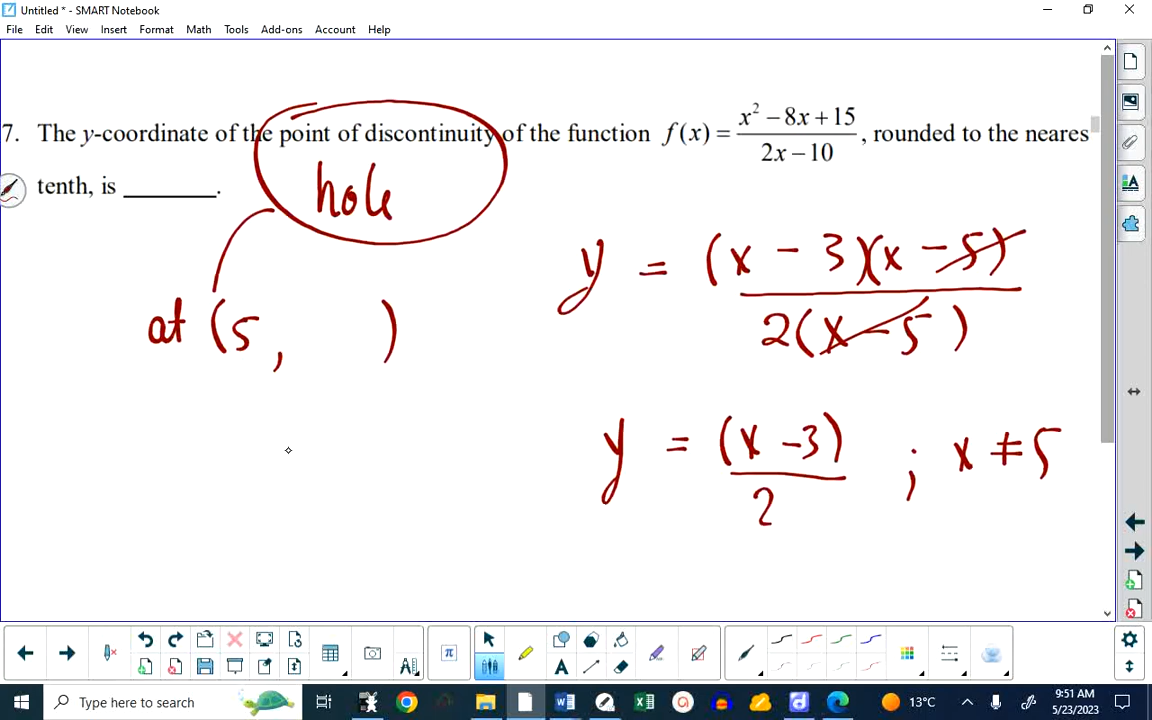 Untitled * - SMART Notebook
File Edit View Insert Format Math Tools Add-ons Account Help
7. The y-coordinate of the point of discontinuity of the function f(x) = (x² − 8x + 15)/(2x − 10), rounded to the neares
tenth, is ________.
hole
y = (x − 3)(x − 5)
2(x − 5)
at (5, )
y = (x − 3) ; x ≠ 5
2
π
A
Type here to search
13°C
9:51 AM
5/23/2023